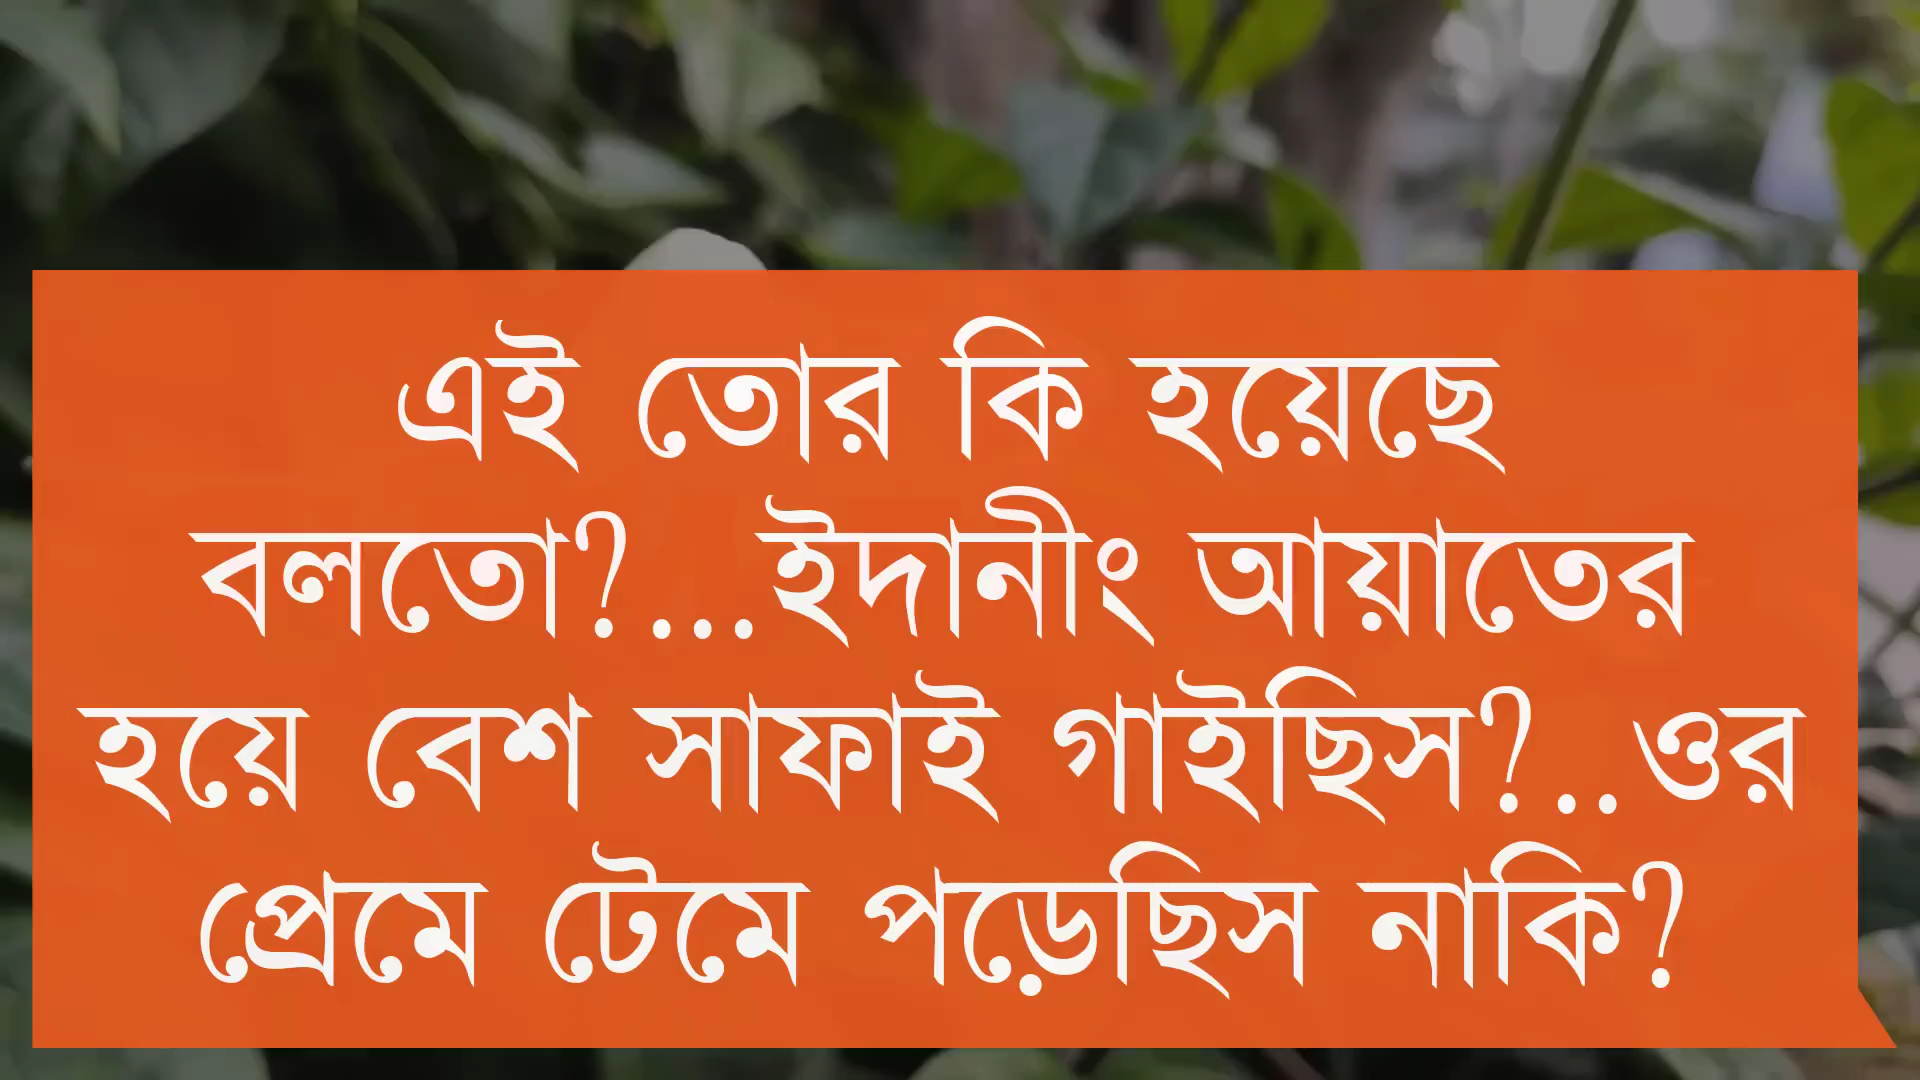 এই তোর কি হয়েছে
বলতো?...ইদানীং আয়াতের
হয়ে বেশ সাফাই গাইছিস?..ওর
প্রেমে টেমে পড়েছিস নাকি?